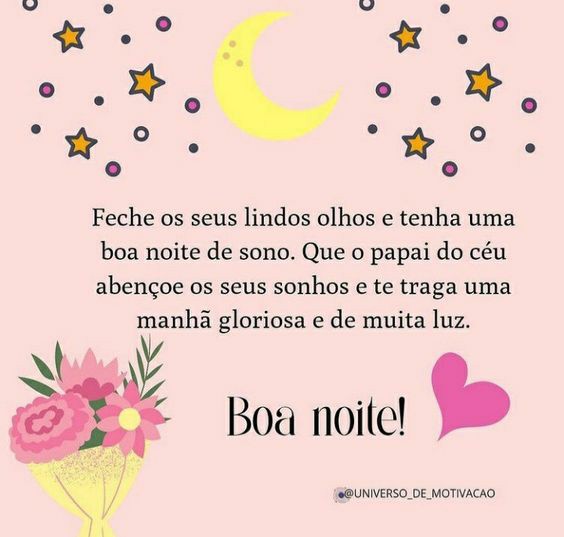 Feche os seus lindos olhos e tenha uma
boa noite de sono. Que o papai do céu
abençoe os seus sonhos e te traga uma
manhã gloriosa e de muita luz.
Boa noite!
@UNIVERSO_DE_MOTIVACAO